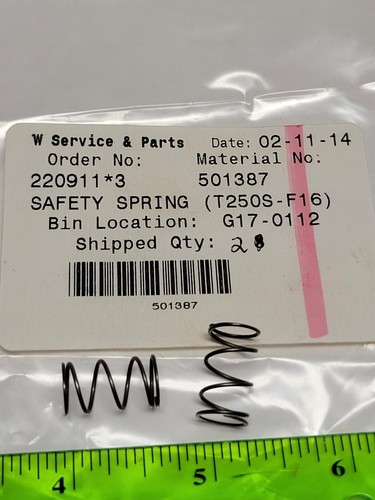 W Service & Parts Date: 02-11-14
Order No: Material No:
220911*3 501387
SAFETY SPRING (T250S-F16)
Bin Location: G17-0112
Shipped Qty: 2
501387
4 5 6